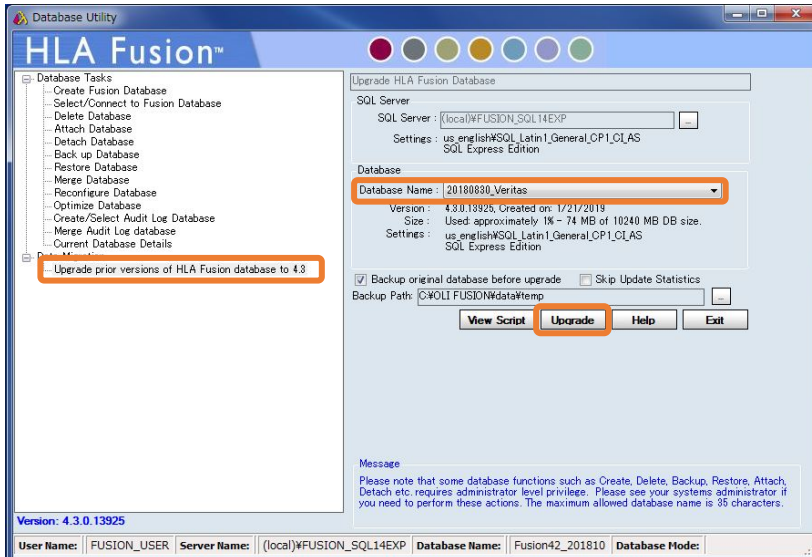 Database Utility
HLA Fusion™
Database Tasks
Create Fusion Database
Select/Connect to Fusion Database
Delete Database
Attach Database
Detach Database
Back up Database
Restore Database
Merge Database
Reconfigure Database
Optimize Database
Create/Select Audit Log Database
Merge Audit Log database
Current Database Details
Data Migration
Upgrade prior versions of HLA Fusion database to 4.3
Version: 4.3.0.13925
Upgrade HLA Fusion Database
SQL Server
SQL Server : (local)¥FUSION_SQL14EXP ...
Settings : us_english¥SQL_Latin1_General_CP1_CI_AS
SQL Express Edition
Database
Database Name : 20180830_Veritas
Version : 4.3.0.13925, Created on: 1/21/2019
Size : Used: approximately 1% - 74 MB of 10240 MB DB size.
Settings : us_english¥SQL_Latin1_General_CP1_CI_AS
SQL Express Edition
Backup original database before upgrade Skip Update Statistics
Backup Path: C:¥OLI FUSION¥data¥temp ...
View Script Upgrade Help Exit
Message
Please note that some database functions such as Create, Delete, Backup, Restore, Attach,
Detach etc. requires administrator level privilege. Please see your systems administrator if
you need to perform these actions. The maximum allowed database name is 35 characters.
User Name: FUSION_USER Server Name: (local)¥FUSION_SQL14EXP Database Name: Fusion42_201810 Database Mode: